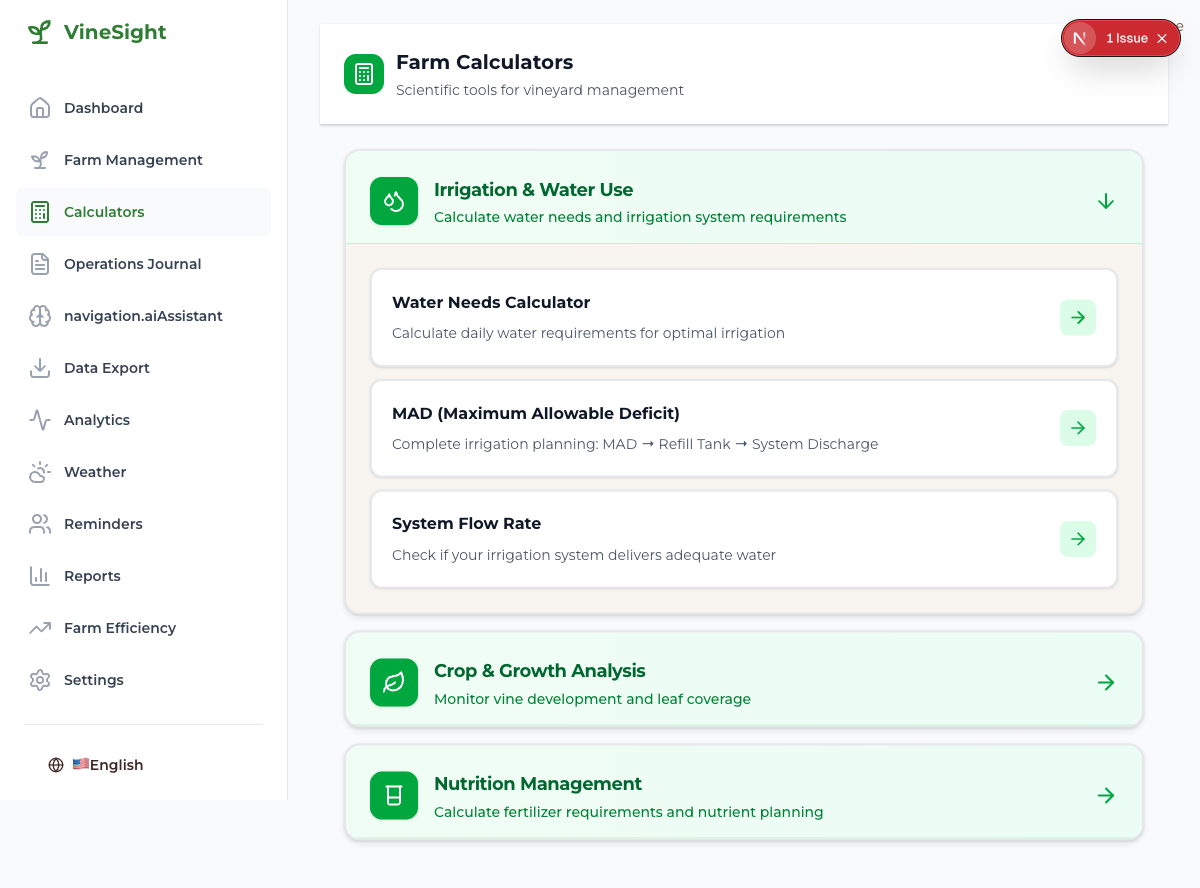 VineSight
Dashboard
Farm Management
Calculators
Operations Journal
navigation.aiAssistant
Data Export
Analytics
Weather
Reminders
Reports
Farm Efficiency
Settings
English
Farm Calculators
Scientific tools for vineyard management
N
1 Issue
Irrigation & Water Use
Calculate water needs and irrigation system requirements
Water Needs Calculator
Calculate daily water requirements for optimal irrigation
MAD (Maximum Allowable Deficit)
Complete irrigation planning: MAD → Refill Tank → System Discharge
System Flow Rate
Check if your irrigation system delivers adequate water
Crop & Growth Analysis
Monitor vine development and leaf coverage
Nutrition Management
Calculate fertilizer requirements and nutrient planning